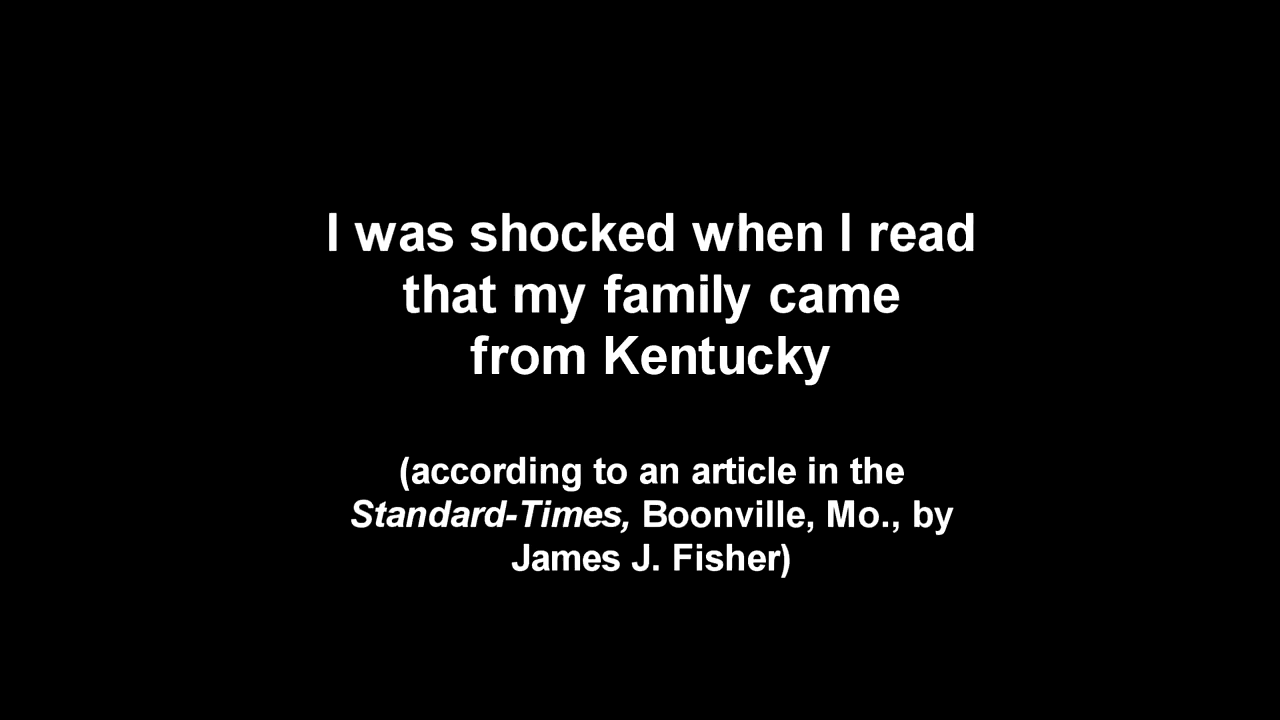 I was shocked when I read
that my family came
from Kentucky
(according to an article in the
Standard-Times, Boonville, Mo., by
James J. Fisher)